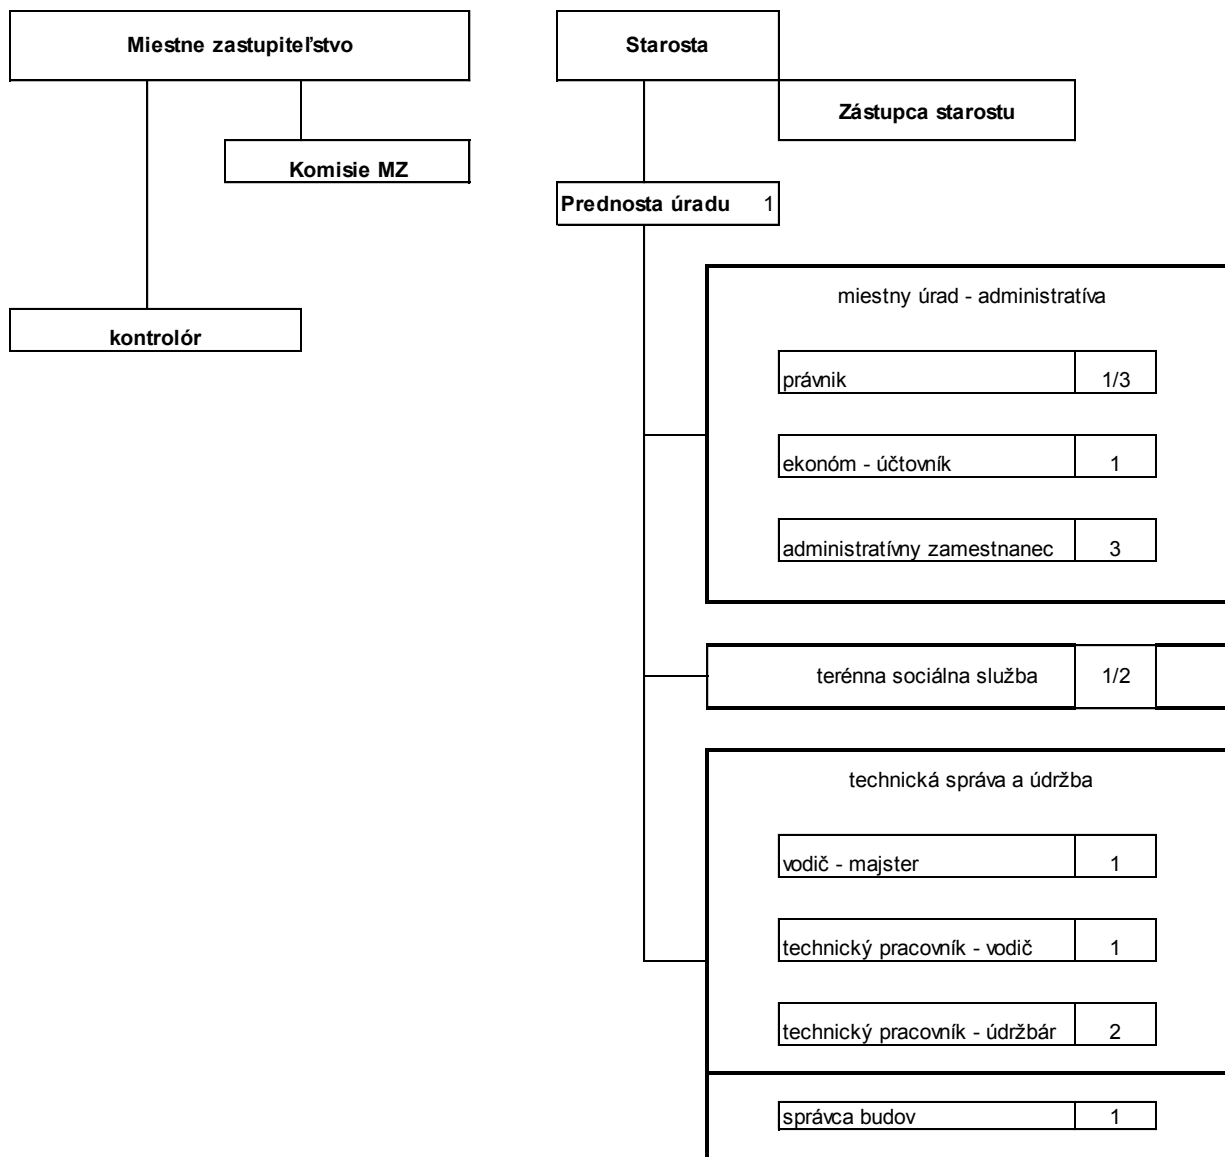 Miestne zastupiteľstvo
Starosta
Zástupca starostu
Komisie MZ
Prednosta úradu 1
miestny úrad - administratíva
kontrolór
právnik 1/3
ekonóm - účtovník 1
administratívny zamestnanec 3
terénna sociálna služba 1/2
technická správa a údržba
vodič - majster 1
technický pracovník - vodič 1
technický pracovník - údržbár 2
správca budov 1